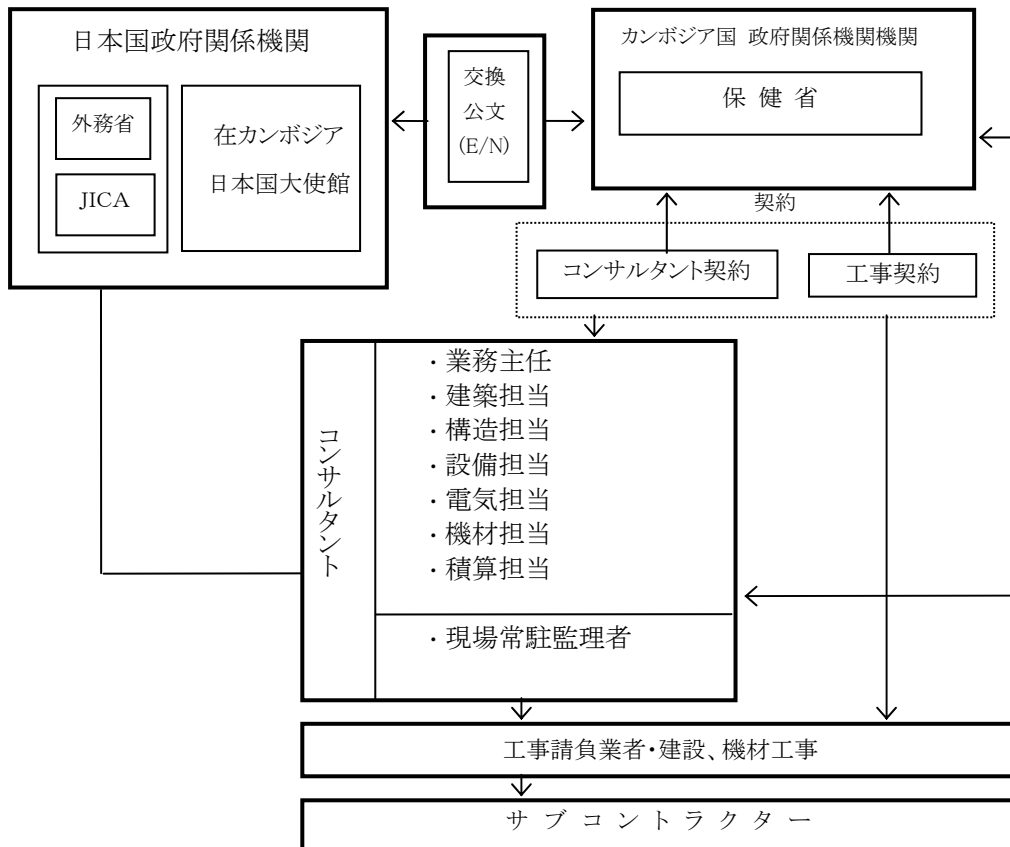 日本国政府関係機関
外務省
JICA
在カンボジア
日本国大使館
交換
公文
(E/N)
カンボジア国 政府関係機関機関
保 健 省
契約
コンサルタント契約
工事契約
コンサルタント
・業務主任
・建築担当
・構造担当
・設備担当
・電気担当
・機材担当
・積算担当
・現場常駐監理者
工事請負業者・建設、機材工事
サ ブ コ ン ト ラ ク タ ー